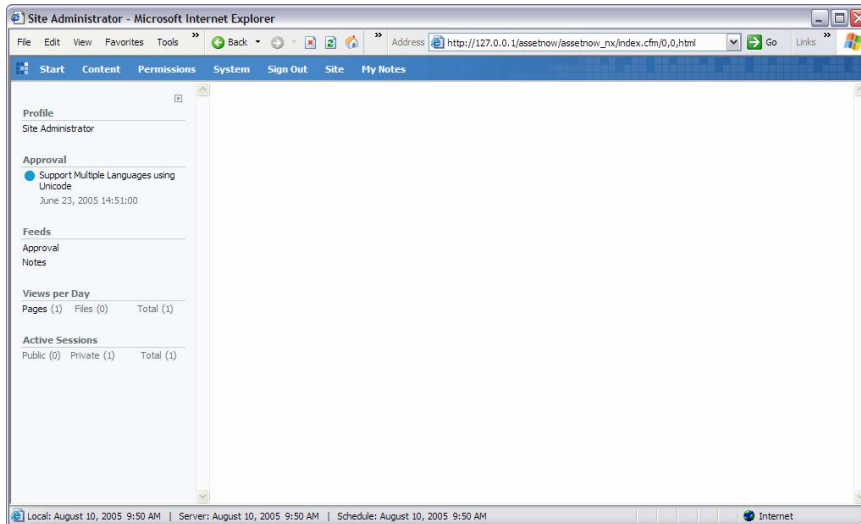 Site Administrator - Microsoft Internet Explorer
File Edit View Favorites Tools » Back » Address http://127.0.0.1/assetnow/assetnow_nx/index.cfm/0,0,html Go Links »
Start Content Permissions System Sign Out Site My Notes
Profile
Site Administrator
Approval
Support Multiple Languages using
Unicode
June 23, 2005 14:51:00
Feeds
Approval
Notes
Views per Day
Pages (1) Files (0) Total (1)
Active Sessions
Public (0) Private (1) Total (1)
Local: August 10, 2005 9:50 AM | Server: August 10, 2005 9:50 AM | Schedule: August 10, 2005 9:50 AM Internet